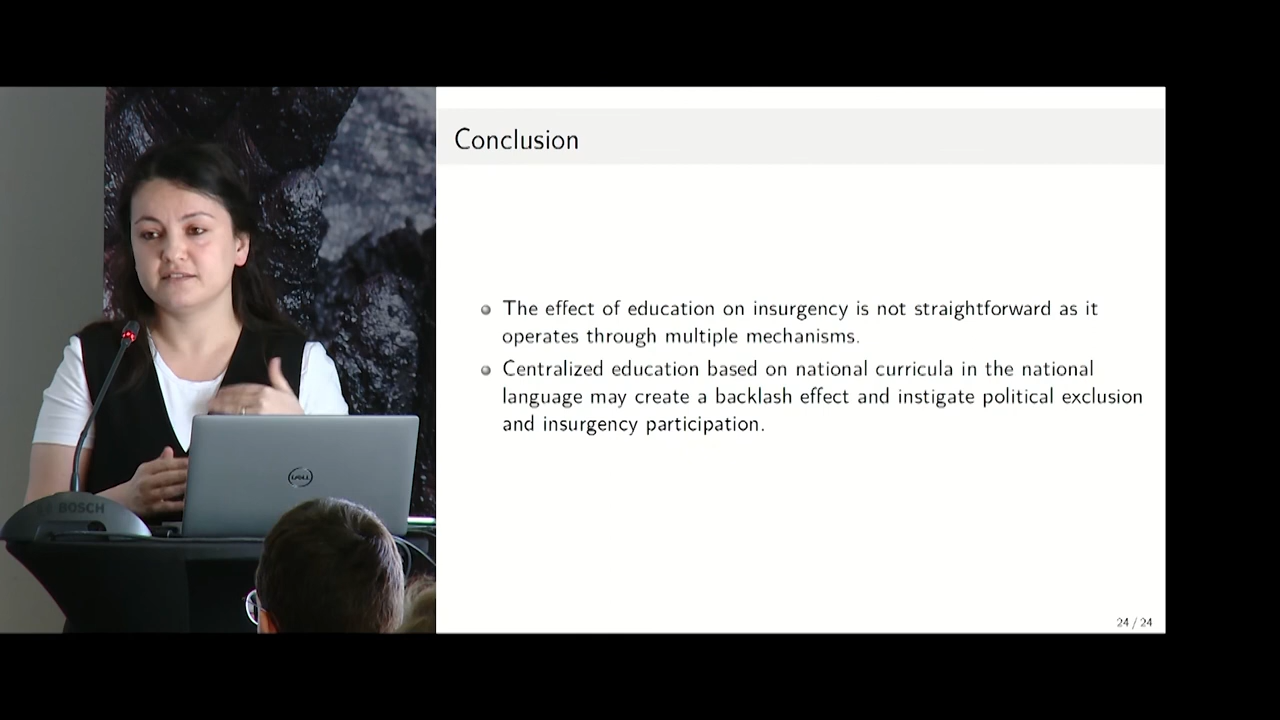 Conclusion
The effect of education on insurgency is not straightforward as it
operates through multiple mechanisms.
Centralized education based on national curricula in the national
language may create a backlash effect and instigate political exclusion
and insurgency participation.
24 / 24
DELL
BOSCH